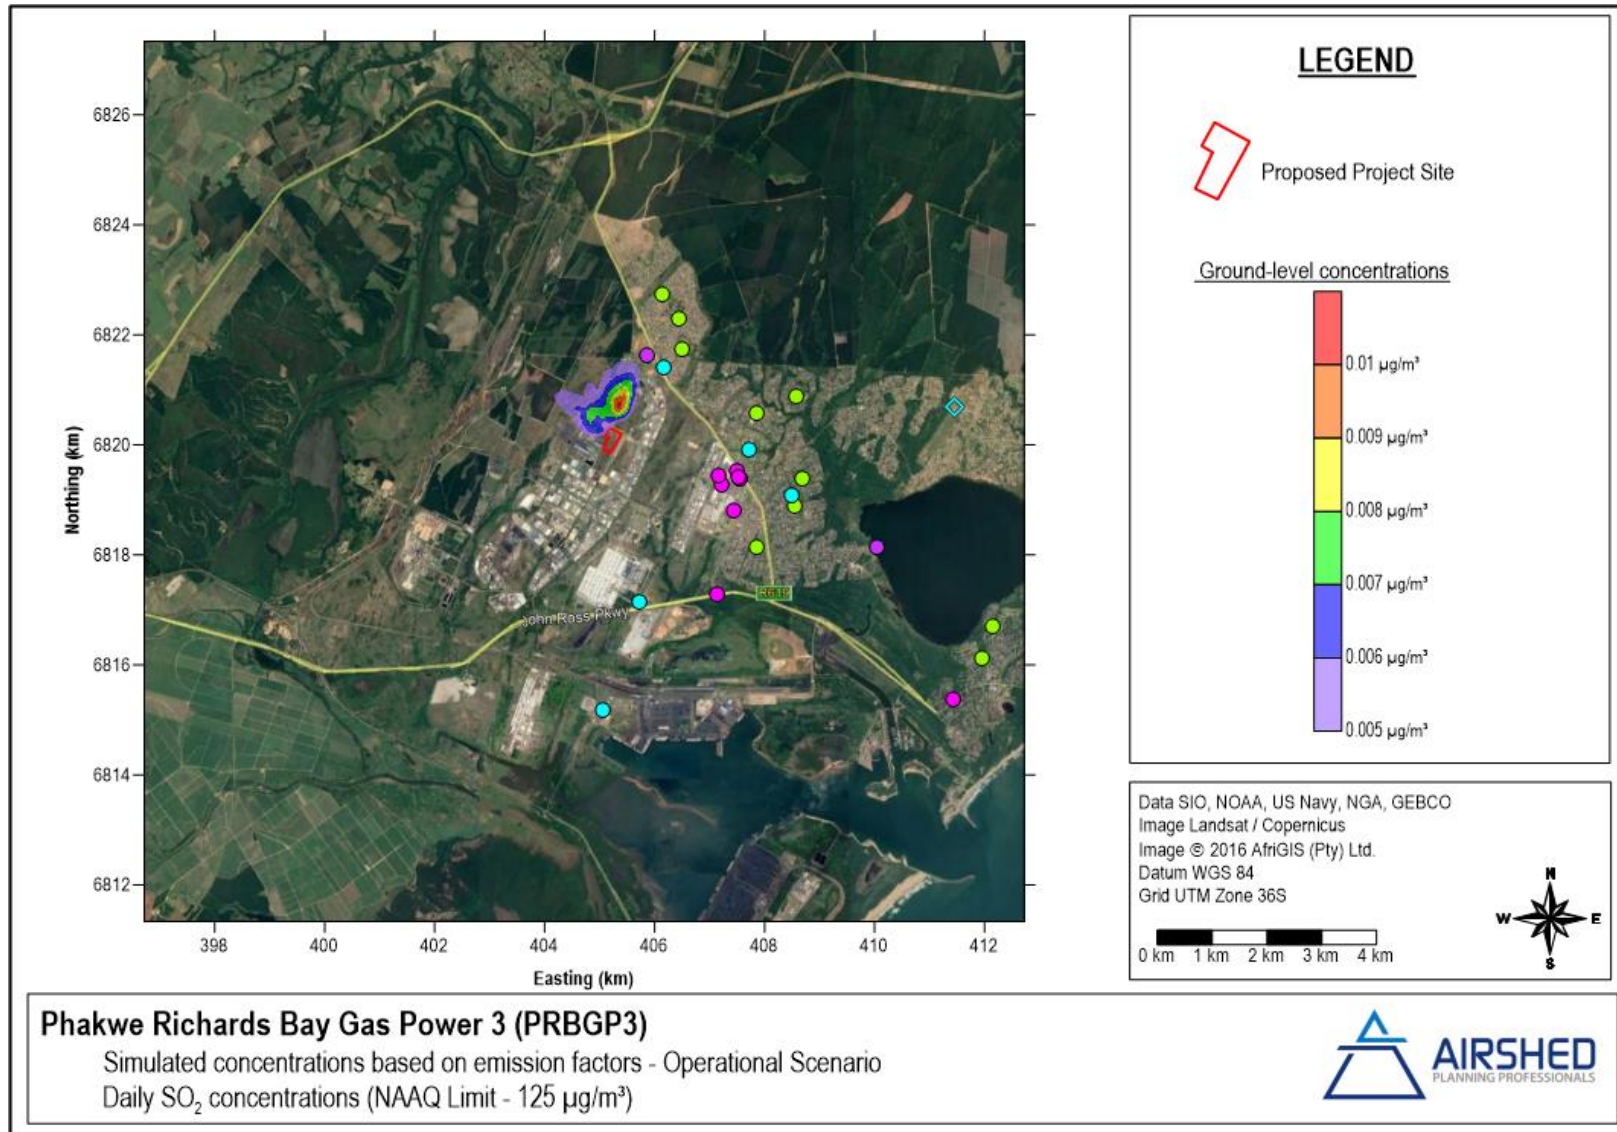 LEGEND
Proposed Project Site
Ground-level concentrations
0.01 µg/m³
0.009 µg/m³
0.008 µg/m³
0.007 µg/m³
0.006 µg/m³
0.005 µg/m³
6826
6824
6822
6820
6818
6816
6814
6812
Northing (km)
John Ross Pkwy
398
400
402
404
406
408
410
412
Easting (km)
Data SIO, NOAA, US Navy, NGA, GEBCO
Image Landsat / Copernicus
Image © 2016 AfriGIS (Pty) Ltd.
Datum WGS 84
Grid UTM Zone 36S
0 km 1 km 2 km 3 km 4 km
N
W E
S
Phakwe Richards Bay Gas Power 3 (PRBGP3)
Simulated concentrations based on emission factors - Operational Scenario
Daily SO₂ concentrations (NAAQ Limit - 125 µg/m³)
AIRSHED
PLANNING PROFESSIONALS